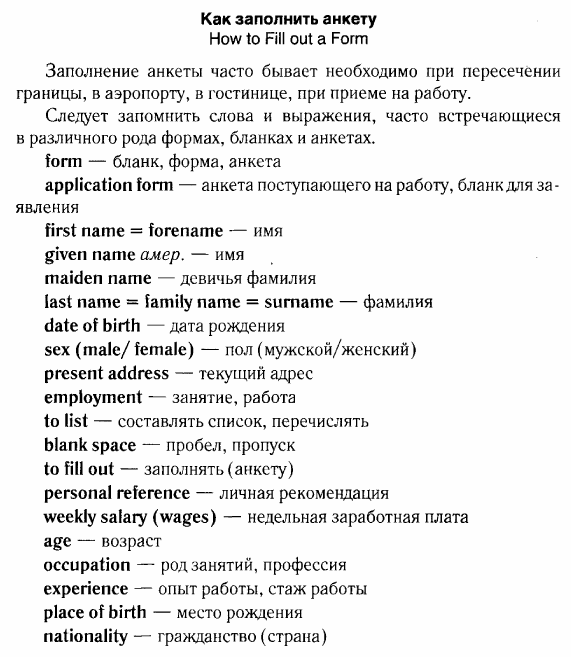 Как заполнить анкету
How to Fill out a Form
Заполнение анкеты часто бывает необходимо при пересечении
границы, в аэропорту, в гостинице, при приеме на работу.
Следует запомнить слова и выражения, часто встречающиеся
в различного рода формах, бланках и анкетах.
form — бланк, форма, анкета
application form — анкета поступающего на работу, бланк для за-
явления
first name = forename — имя
given name амер. — имя
maiden name — девичья фамилия
last name = family name = surname — фамилия
date of birth — дата рождения
sex (male/ female) — пол (мужской/женский)
present address — текущий адрес
employment — занятие, работа
to list — составлять список, перечислять
blank space — пробел, пропуск
to fill out — заполнять (анкету)
personal reference — личная рекомендация
weekly salary (wages) — недельная заработная плата
age — возраст
occupation — род занятий, профессия
experience — опыт работы, стаж работы
place of birth — место рождения
nationality — гражданство (страна)